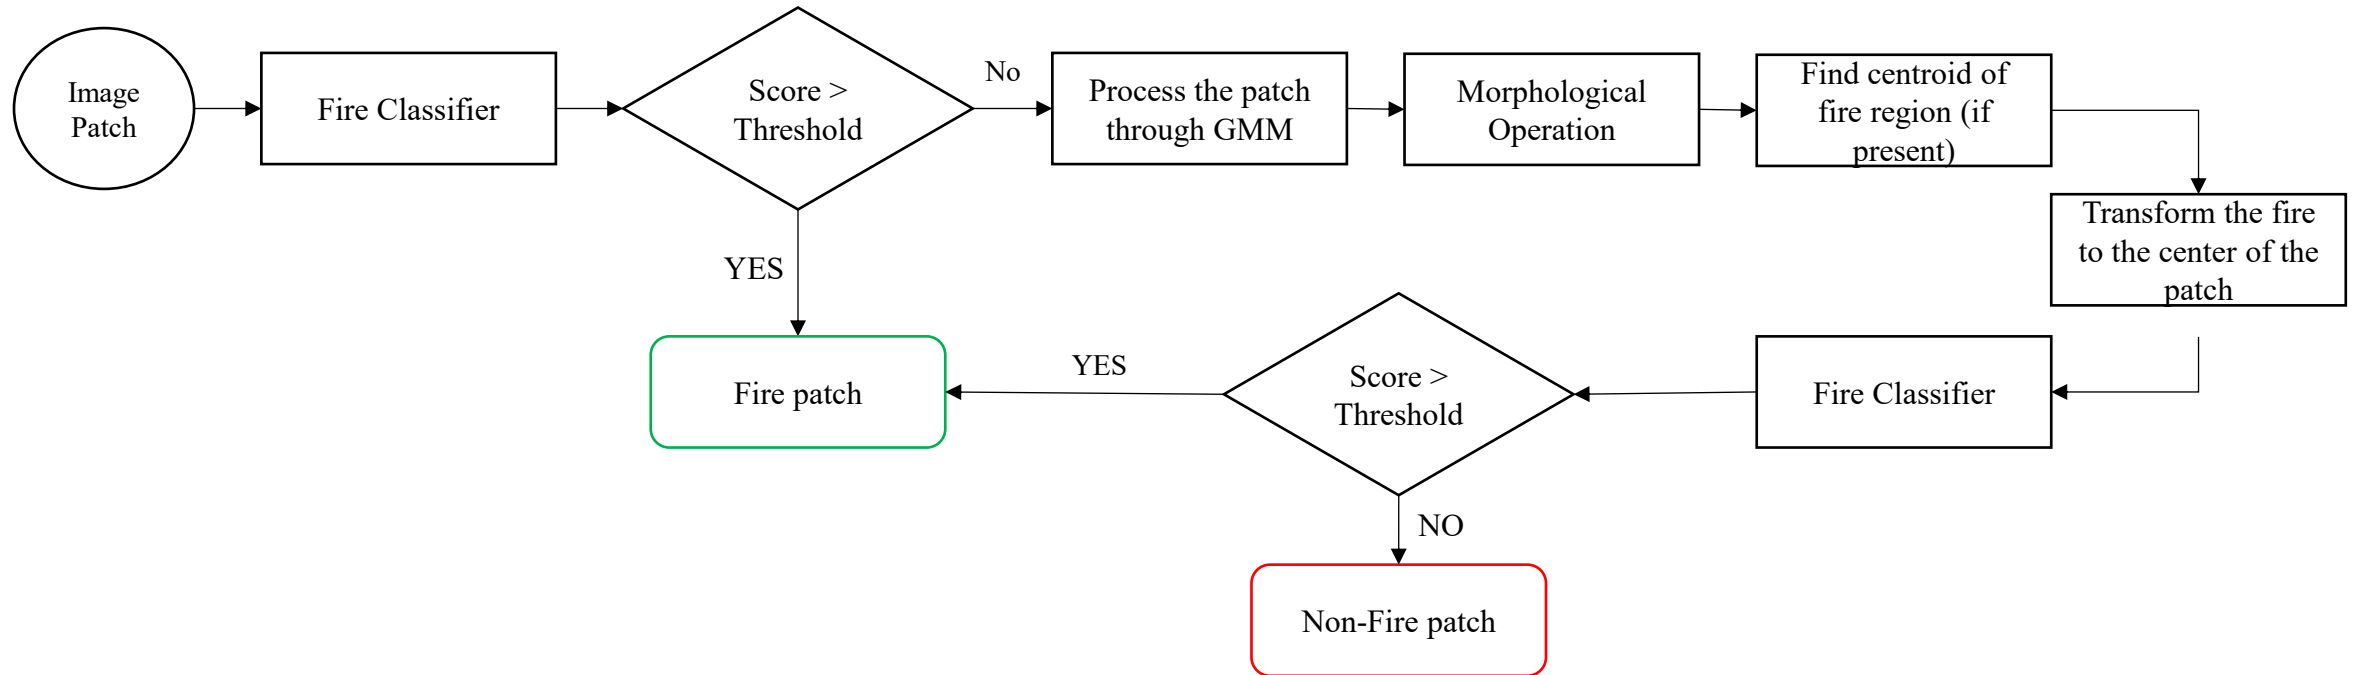 Image
Patch
Fire Classifier
Score >
Threshold
No
Process the patch
through GMM
Morphological
Operation
Find centroid of
fire region (if
present)
Transform the fire
to the center of the
patch
YES
Fire patch
YES
Score >
Threshold
Fire Classifier
NO
Non-Fire patch